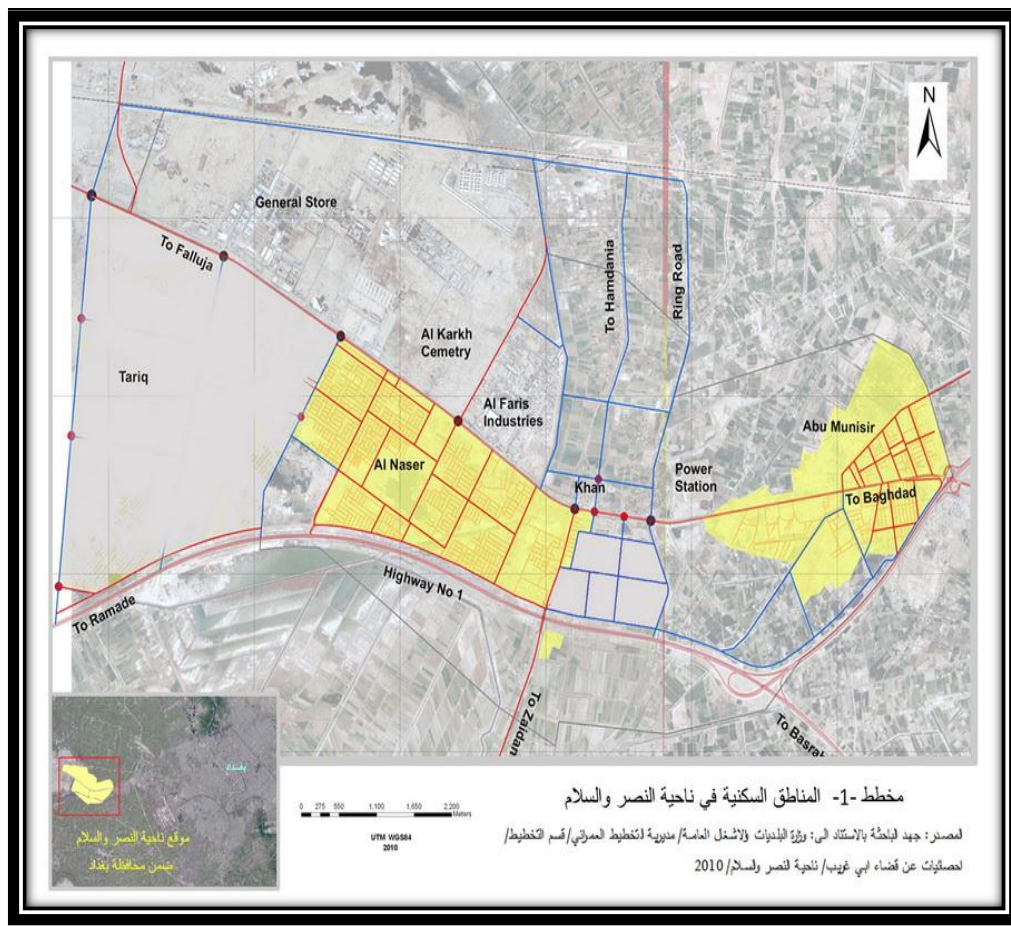 N
General Store
To Falluja
To Hamdania
Ring Road
Al Karkh
Cemetry
Tariq
Al Faris
Industries
Abu Munisir
Al Naser
Power
Station
Khan
To Baghdad
Highway No 1
To Ramade
To Zaidan
To Basrah
بغداد
موقع ناحية النصر والسلام
ضمن محافظة بغداد
0 275 550 1,100 1,650 2,200
Meters
UTM WGS84
2010
مخطط -1- المناطق السكنية في ناحية النصر والسلام
المصدر: جهد الباحثة بالاستناد الى: وزارة البلديات والاشغال العامة/ مديرية التخطيط العمراني/ قسم التخطيط/
احصائيات عن قضاء ابي غريب/ ناحية النصر والسلام/ 2010